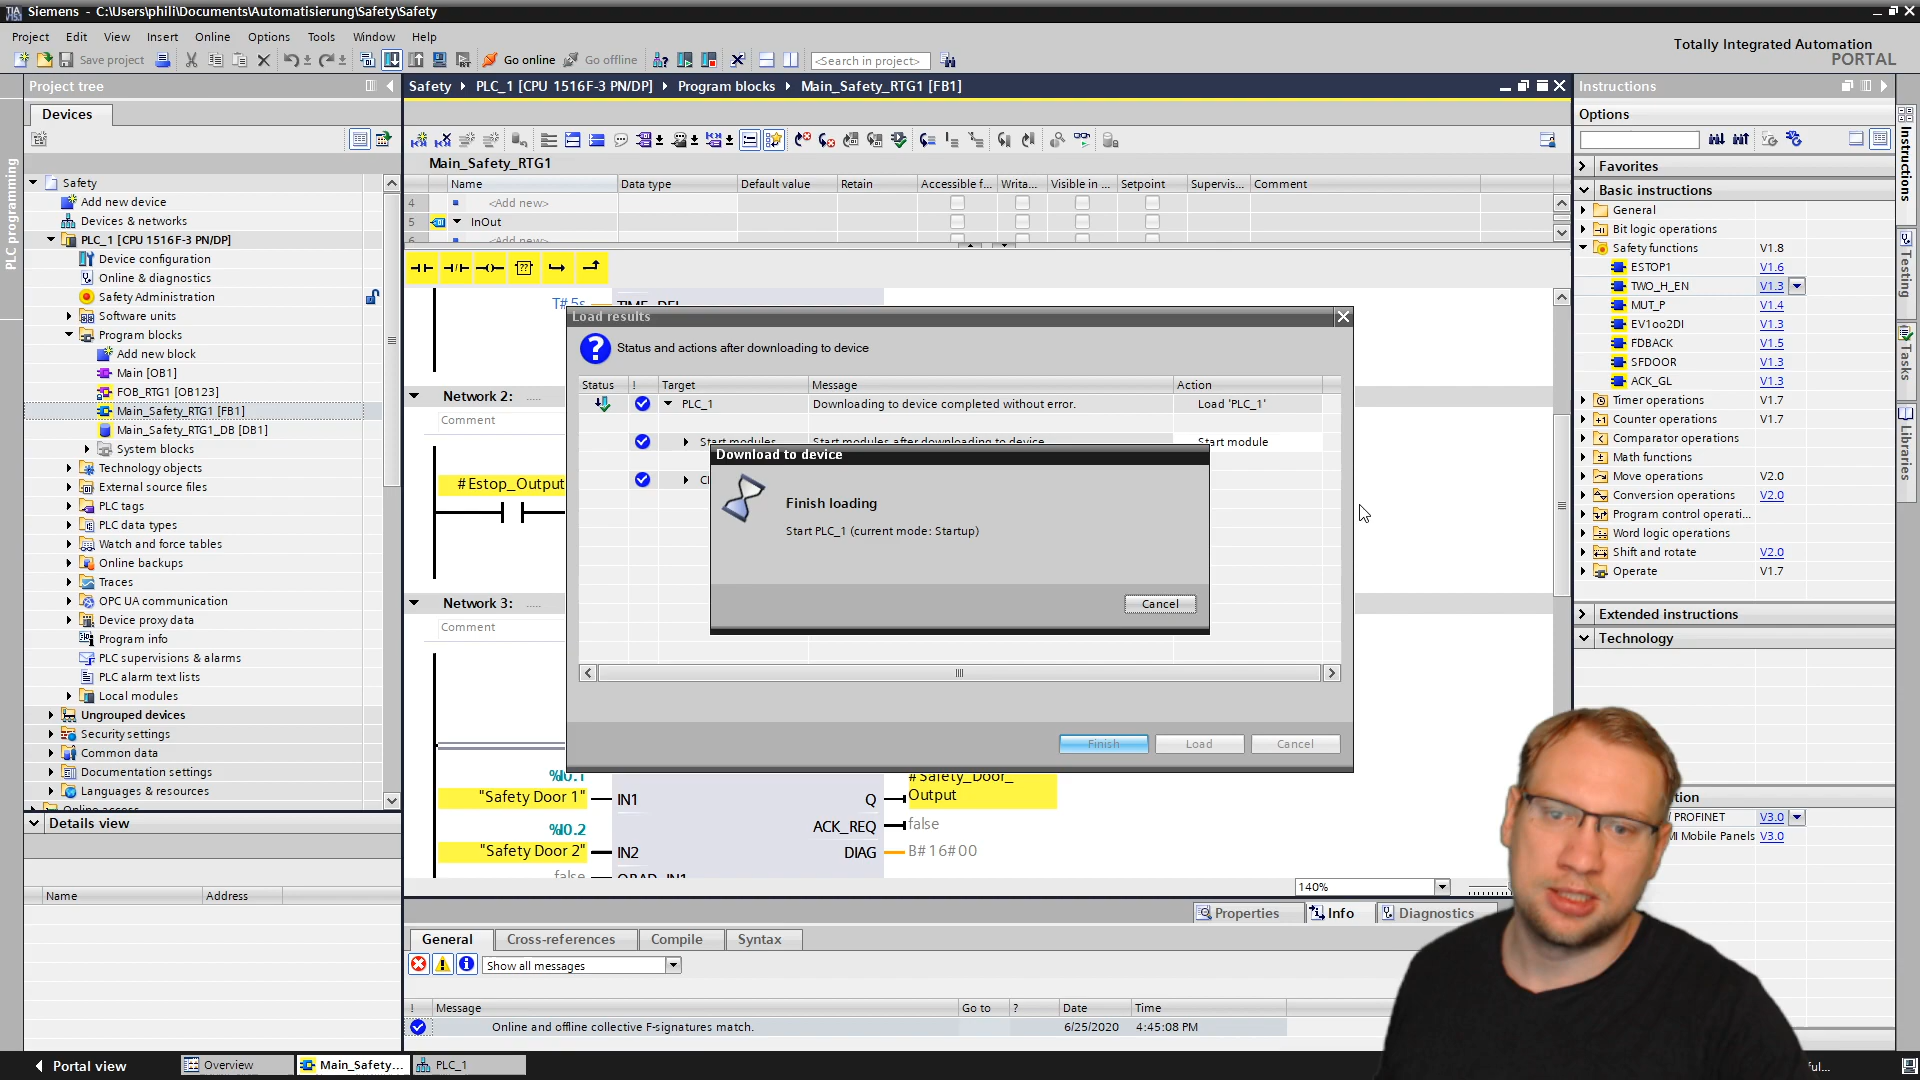 Siemens - C:\Users\phili\Documents\Automatisierung\Safety\Safety
Project Edit View Insert Online Options Tools Window Help
Totally Integrated Automation
PORTAL
Save project
Go online
Go offline
<Search in project>
Project tree
Devices
PLC programming
Safety
Add new device
Devices & networks
PLC_1 [CPU 1516F-3 PN/DP]
Device configuration
Online & diagnostics
Safety Administration
Software units
Program blocks
Add new block
Main [OB1]
FOB_RTG1 [OB123]
Main_Safety_RTG1 [FB1]
Main_Safety_RTG1_DB [DB1]
System blocks
Technology objects
External source files
PLC tags
PLC data types
Watch and force tables
Online backups
Traces
OPC UA communication
Device proxy data
Program info
PLC supervisions & alarms
PLC alarm text lists
Local modules
Ungrouped devices
Security settings
Common data
Documentation settings
Languages & resources
Online access
Details view
Name Address
Safety PLC_1 [CPU 1516F-3 PN/DP] Program blocks Main_Safety_RTG1 [FB1]
Main_Safety_RTG1
Name Data type Default value Retain Accessible f... Writa... Visible in ... Setpoint Supervis... Comment
4 <Add new>
5 InOut
6 <Add new>
T#5s TIME_DEL
Network 2: .....
Comment
#Estop_Output
Network 3: .....
Comment
%I0.1
"Safety Door 1" IN1
%I0.2
"Safety Door 2" IN2
false QBAD_IN1
Q #Safety_Door_
Output
ACK_REQ false
DIAG B#16#00
140%
Load results
Status and actions after downloading to device
Status ! Target Message Action
PLC_1 Downloading to device completed without error. Load 'PLC_1'
Start modules Start modules after downloading to device. Start module
Download to device
Finish loading
Start PLC_1 (current mode: Startup)
Cancel
Finish Load Cancel
Properties Info Diagnostics
General Cross-references Compile Syntax
Show all messages
! Message Go to ? Date Time
Online and offline collective F-signatures match. 6/25/2020 4:45:08 PM
Instructions
Options
Favorites
Basic instructions
General
Bit logic operations
Safety functions V1.8
ESTOP1 V1.6
TWO_H_EN V1.3
MUT_P V1.4
EV1oo2DI V1.3
FDBACK V1.5
SFDOOR V1.3
ACK_GL V1.3
Timer operations V1.7
Counter operations V1.7
Comparator operations
Math functions
Move operations V2.0
Conversion operations V2.0
Program control operati...
Word logic operations
Shift and rotate V2.0
Operate V1.7
Extended instructions
Technology
PROFINET V3.0
Mobile Panels V3.0
Instructions
Testing
Tasks
Libraries
Portal view Overview Main_Safety... PLC_1